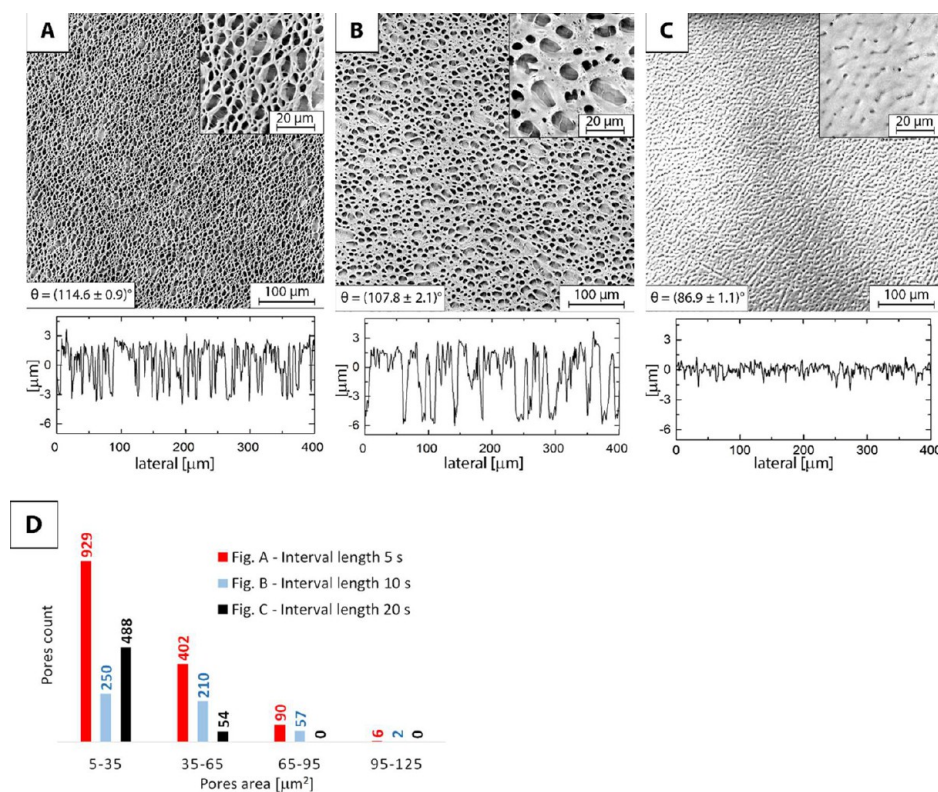 A
20 μm
θ = (114.6 ± 0.9)°
100 μm
B
20 μm
θ = (107.8 ± 2.1)°
100 μm
C
20 μm
θ = (86.9 ± 1.1)°
100 μm
[μm]
3
0
-3
-6
0 100 200 300 400
lateral [μm]
[μm]
3
0
-3
-6
0 100 200 300 400
lateral [μm]
[μm]
3
0
-3
-6
0 100 200 300 400
lateral [μm]
D
Pores count
929
250
488
402
210
54
90
57
0
6
2
0
Fig. A - Interval length 5 s
Fig. B - Interval length 10 s
Fig. C - Interval length 20 s
5-35 35-65 65-95 95-125
Pores area [μm²]